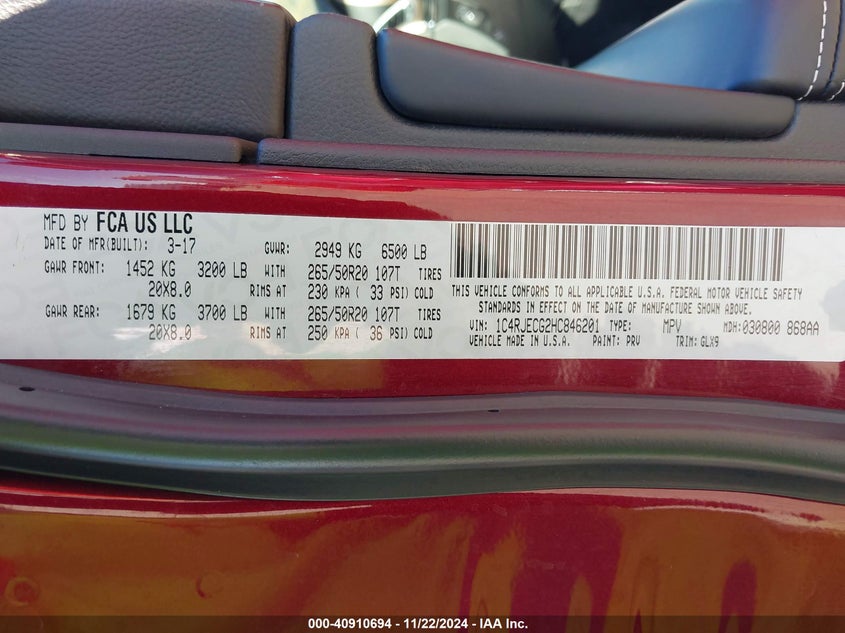 MFD BY FCA US LLC
DATE OF MFR(BUILT): 3-17 GVWR: 2949 KG 6500 LB
GAWR FRONT: 1452 KG 3200 LB WITH 265/50R20 107T TIRES
20X8.0 RIMS AT 230 KPA ( 33 PSI) COLD
GAWR REAR: 1679 KG 3700 LB WITH 265/50R20 107T TIRES
20X8.0 RIMS AT 250 KPA ( 36 PSI) COLD
THIS VEHICLE CONFORMS TO ALL APPLICABLE U.S.A. FEDERAL MOTOR VEHICLE SAFETY
STANDARDS IN EFFECT ON THE DATE OF MANUFACTURE SHOWN ABOVE.
VIN: 1C4RJECG2HC846201 TYPE: MPV MDH: 030800 868AA
VEHICLE MADE IN U.S.A. PAINT: PRV TRIM: GLX9
000-40910694 - 11/22/2024 - IAA Inc.